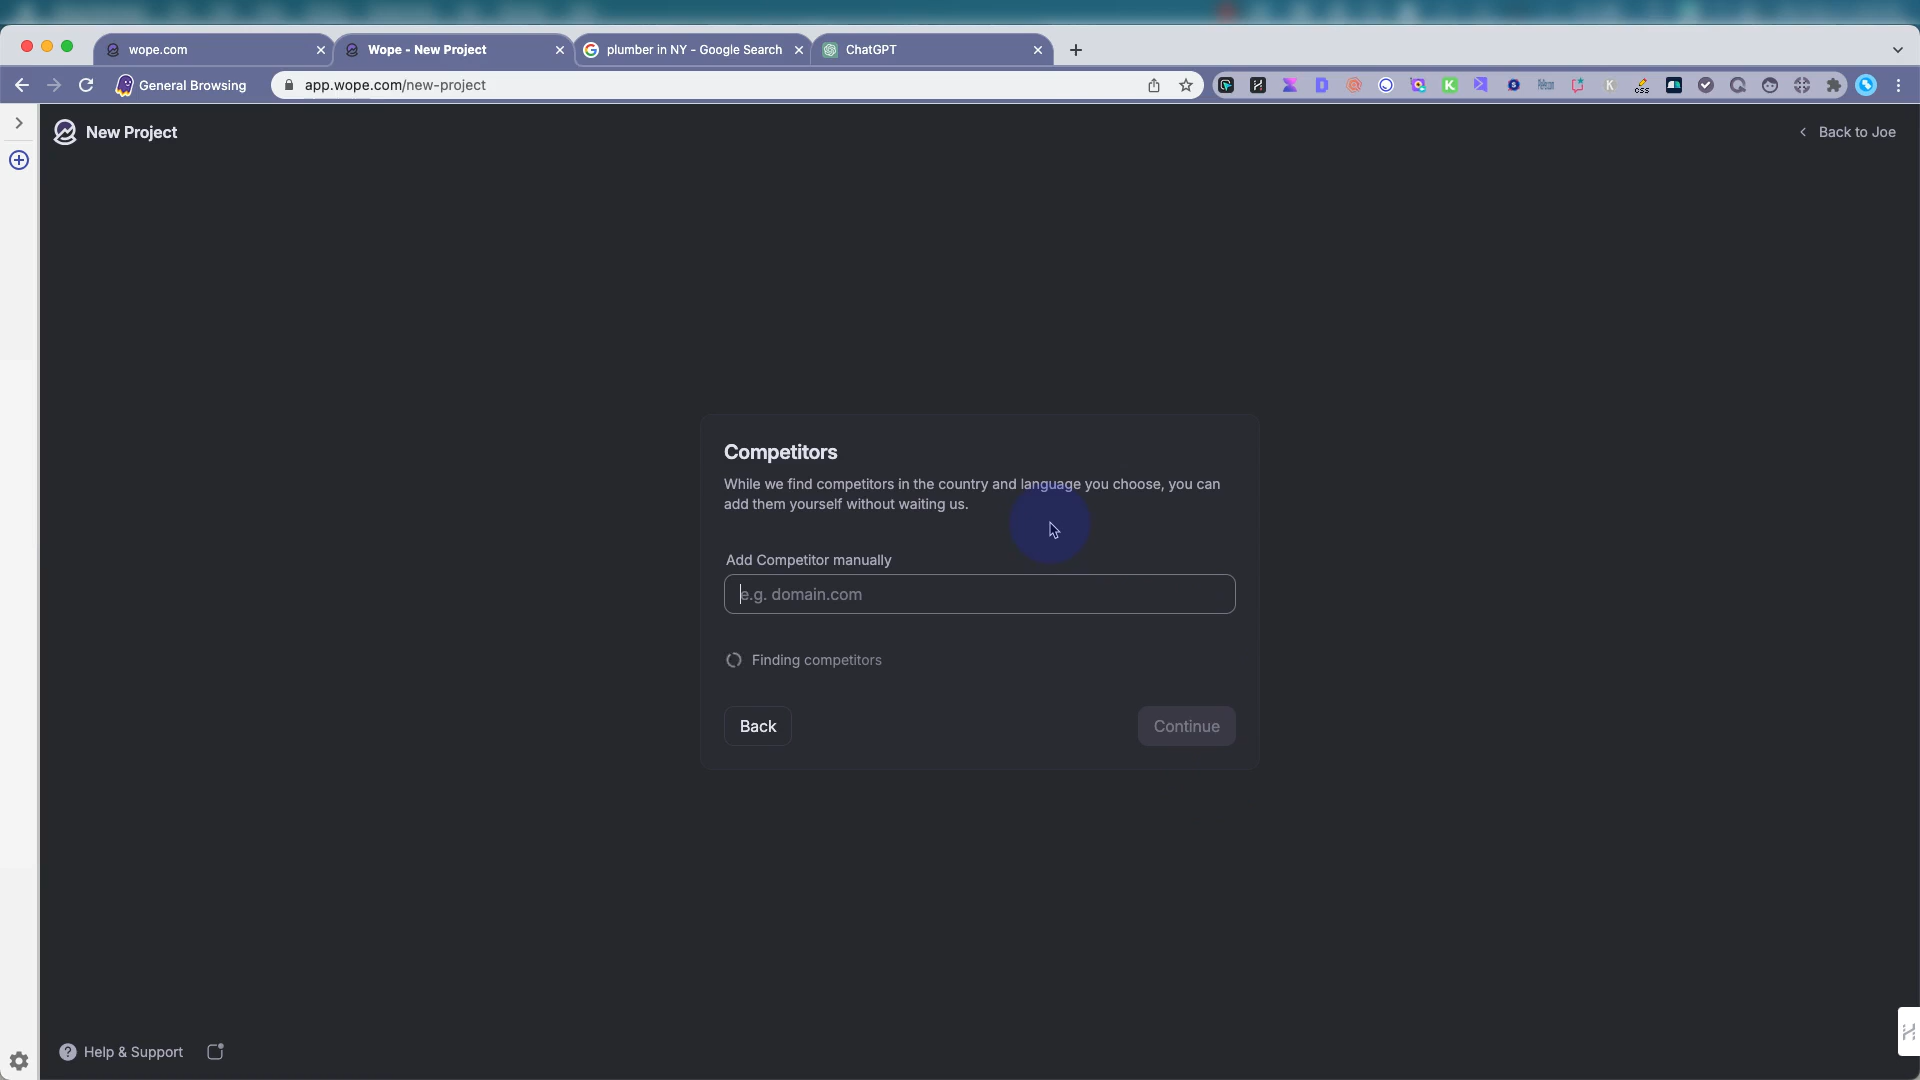 wope.com
Wope - New Project
plumber in NY - Google Search
ChatGPT
General Browsing
app.wope.com/new-project
New Project
Back to Joe
Competitors
While we find competitors in the country and language you choose, you can
add them yourself without waiting us.
Add Competitor manually
e.g. domain.com
Finding competitors
Back
Continue
Help & Support